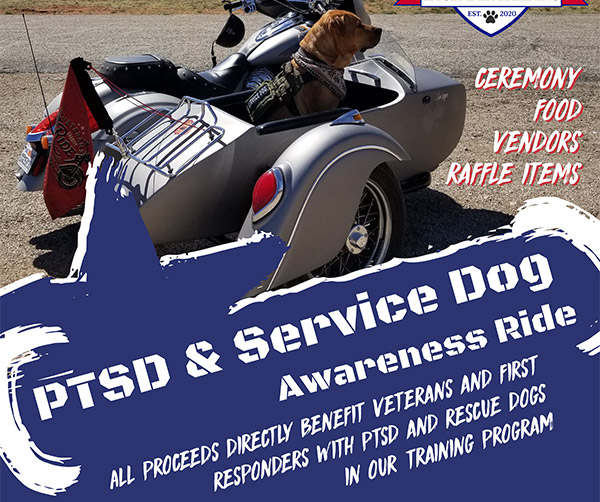 EST. 2020
CEREMONY
FOOD
VENDORS
RAFFLE ITEMS
PTSD & Service Dog
Awareness Ride
ALL PROCEEDS DIRECTLY BENEFIT VETERANS AND FIRST
RESPONDERS WITH PTSD AND RESCUE DOGS
IN OUR TRAINING PROGRAM